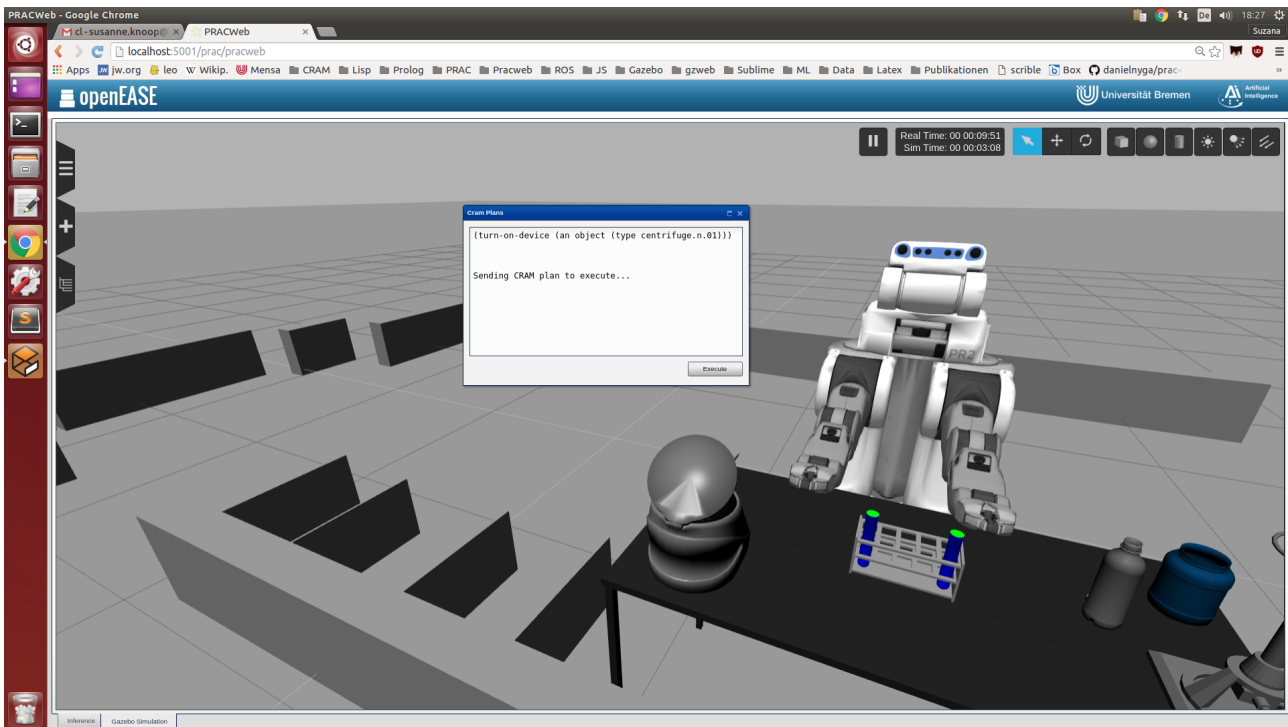 PRACWeb - Google Chrome
De
18:27
cl-susanne.knoop@
PRACWeb
Suzana
localhost:5001/prac/pracweb
Apps
jw.org
leo
Wikip.
Mensa
CRAM
Lisp
Prolog
PRAC
Pracweb
ROS
JS
Gazebo
gzweb
Sublime
ML
Data
Latex
Publikationen
scrible
Box
danielnyga/prac-
»
openEASE
Universität Bremen
Artificial
Intelligence
Real Time: 00 00:09:51
Sim Time: 00 00:03:08
Cram Plans
(turn-on-device (an object (type centrifuge.n.01)))
Sending CRAM plan to execute...
Execute
PR2
Inference
Gazebo Simulation